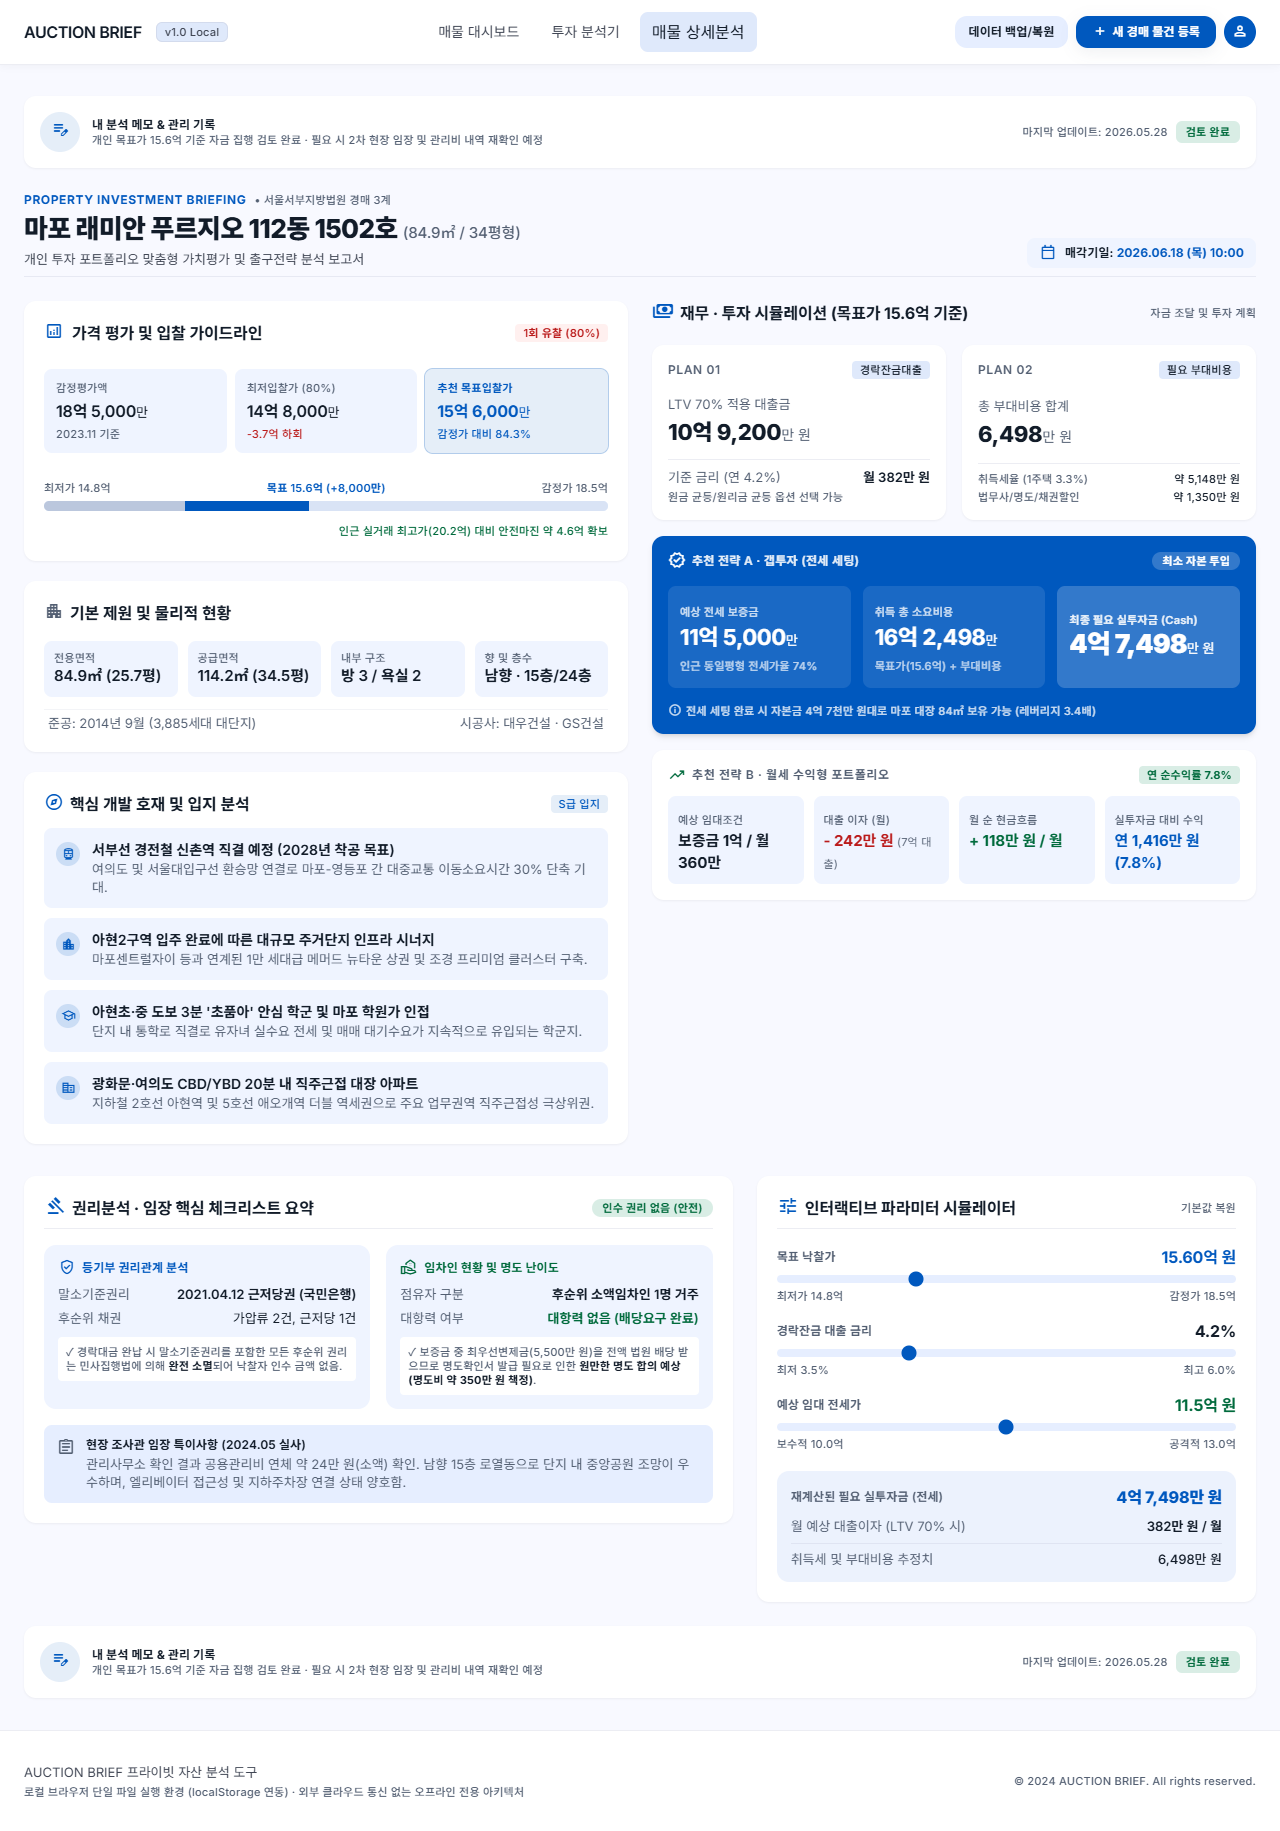 AUCTION BRIEF
v1.0 Local
매물 대시보드
투자 분석기
매물 상세분석
데이터 백업/복원
+ 새 경매 물건 등록
내 분석 메모 & 관리 기록
개인 목표가 15.6억 기준 자금 집행 검토 완료 · 필요 시 2차 현장 임장 및 관리비 내역 재확인 예정
마지막 업데이트: 2026.05.28
검토 완료
PROPERTY INVESTMENT BRIEFING • 서울서부지방법원 경매 3계
마포 래미안 푸르지오 112동 1502호 (84.9㎡ / 34평형)
개인 투자 포트폴리오 맞춤형 가치평가 및 출구전략 분석 보고서
매각기일: 2026.06.18 (목) 10:00
가격 평가 및 입찰 가이드라인
1회 유찰 (80%)
감정평가액
18억 5,000만
2023.11 기준
최저입찰가 (80%)
14억 8,000만
-3.7억 하회
추천 목표입찰가
15억 6,000만
감정가 대비 84.3%
최저가 14.8억
목표 15.6억 (+8,000만)
감정가 18.5억
인근 실거래 최고가(20.2억) 대비 안전마진 약 4.6억 확보
기본 제원 및 물리적 현황
전용면적
84.9㎡ (25.7평)
공급면적
114.2㎡ (34.5평)
내부 구조
방 3 / 욕실 2
향 및 층수
남향 · 15층/24층
준공: 2014년 9월 (3,885세대 대단지)
시공사: 대우건설 · GS건설
핵심 개발 호재 및 입지 분석
S급 입지
서부선 경전철 신촌역 직결 예정 (2028년 착공 목표)
여의도 및 서울대입구선 환승망 연결로 마포-영등포 간 대중교통 이동소요시간 30% 단축 기
대.
아현2구역 입주 완료에 따른 대규모 주거단지 인프라 시너지
마포센트럴자이 등과 연계된 1만 세대급 메머드 뉴타운 상권 및 조경 프리미엄 클러스터 구축.
아현초·중 도보 3분 '초품아' 안심 학군 및 마포 학원가 인접
단지 내 통학로 직결로 유자녀 실수요 전세 및 매매 대기수요가 지속적으로 유입되는 학군지.
광화문·여의도 CBD/YBD 20분 내 직주근접 대장 아파트
지하철 2호선 아현역 및 5호선 애오개역 더블 역세권으로 주요 업무권역 직주근접성 극상위권.
재무 · 투자 시뮬레이션 (목표가 15.6억 기준)
자금 조달 및 투자 계획
PLAN 01
경락잔금대출
LTV 70% 적용 대출금
10억 9,200만 원
기준 금리 (연 4.2%)
월 382만 원
원금 균등/원리금 균등 옵션 선택 가능
PLAN 02
필요 부대비용
총 부대비용 합계
6,498만 원
취득세율 (1주택 3.3%)
약 5,148만 원
법무사/명도/채권할인
약 1,350만 원
추천 전략 A · 갭투자 (전세 세팅)
최소 자본 투입
예상 전세 보증금
11억 5,000만
인근 동일평형 전세가율 74%
취득 총 소요비용
16억 2,498만
목표가(15.6억) + 부대비용
최종 필요 실투자금 (Cash)
4억 7,498만 원
전세 세팅 완료 시 자본금 4억 7천만 원대로 마포 대장 84㎡ 보유 가능 (레버리지 3.4배)
추천 전략 B · 월세 수익형 포트폴리오
연 순수익률 7.8%
예상 임대조건
보증금 1억 / 월
360만
대출 이자 (월)
- 242만 원 (7억 대
출)
월 순 현금흐름
+ 118만 원 / 월
실투자금 대비 수익
연 1,416만 원
(7.8%)
권리분석 · 임장 핵심 체크리스트 요약
인수 권리 없음 (안전)
등기부 권리관계 분석
말소기준권리
2021.04.12 근저당권 (국민은행)
후순위 채권
가압류 2건, 근저당 1건
✓ 경락대금 완납 시 말소기준권리를 포함한 모든 후순위 권리
는 민사집행법에 의해 완전 소멸되어 낙찰자 인수 금액 없음.
임차인 현황 및 명도 난이도
점유자 구분
후순위 소액임차인 1명 거주
대항력 여부
대항력 없음 (배당요구 완료)
✓ 보증금 중 최우선변제금(5,500만 원)을 전액 법원 배당 받
으므로 명도확인서 발급 필요로 인한 원만한 명도 합의 예상
(명도비 약 350만 원 책정).
현장 조사관 임장 특이사항 (2024.05 실사)
관리사무소 확인 결과 공용관리비 연체 약 24만 원(소액) 확인. 남향 15층 로열동으로 단지 내 중앙공원 조망이 우
수하며, 엘리베이터 접근성 및 지하주차장 연결 상태 양호함.
인터랙티브 파라미터 시뮬레이터
기본값 복원
목표 낙찰가
15.60억 원
최저가 14.8억
감정가 18.5억
경락잔금 대출 금리
4.2%
최저 3.5%
최고 6.0%
예상 임대 전세가
11.5억 원
보수적 10.0억
공격적 13.0억
재계산된 필요 실투자금 (전세)
4억 7,498만 원
월 예상 대출이자 (LTV 70% 시)
382만 원 / 월
취득세 및 부대비용 추정치
6,498만 원
내 분석 메모 & 관리 기록
개인 목표가 15.6억 기준 자금 집행 검토 완료 · 필요 시 2차 현장 임장 및 관리비 내역 재확인 예정
마지막 업데이트: 2026.05.28
검토 완료
AUCTION BRIEF 프라이빗 자산 분석 도구
로컬 브라우저 단일 파일 실행 환경 (localStorage 연동) · 외부 클라우드 통신 없는 오프라인 전용 아키텍처
© 2024 AUCTION BRIEF. All rights reserved.